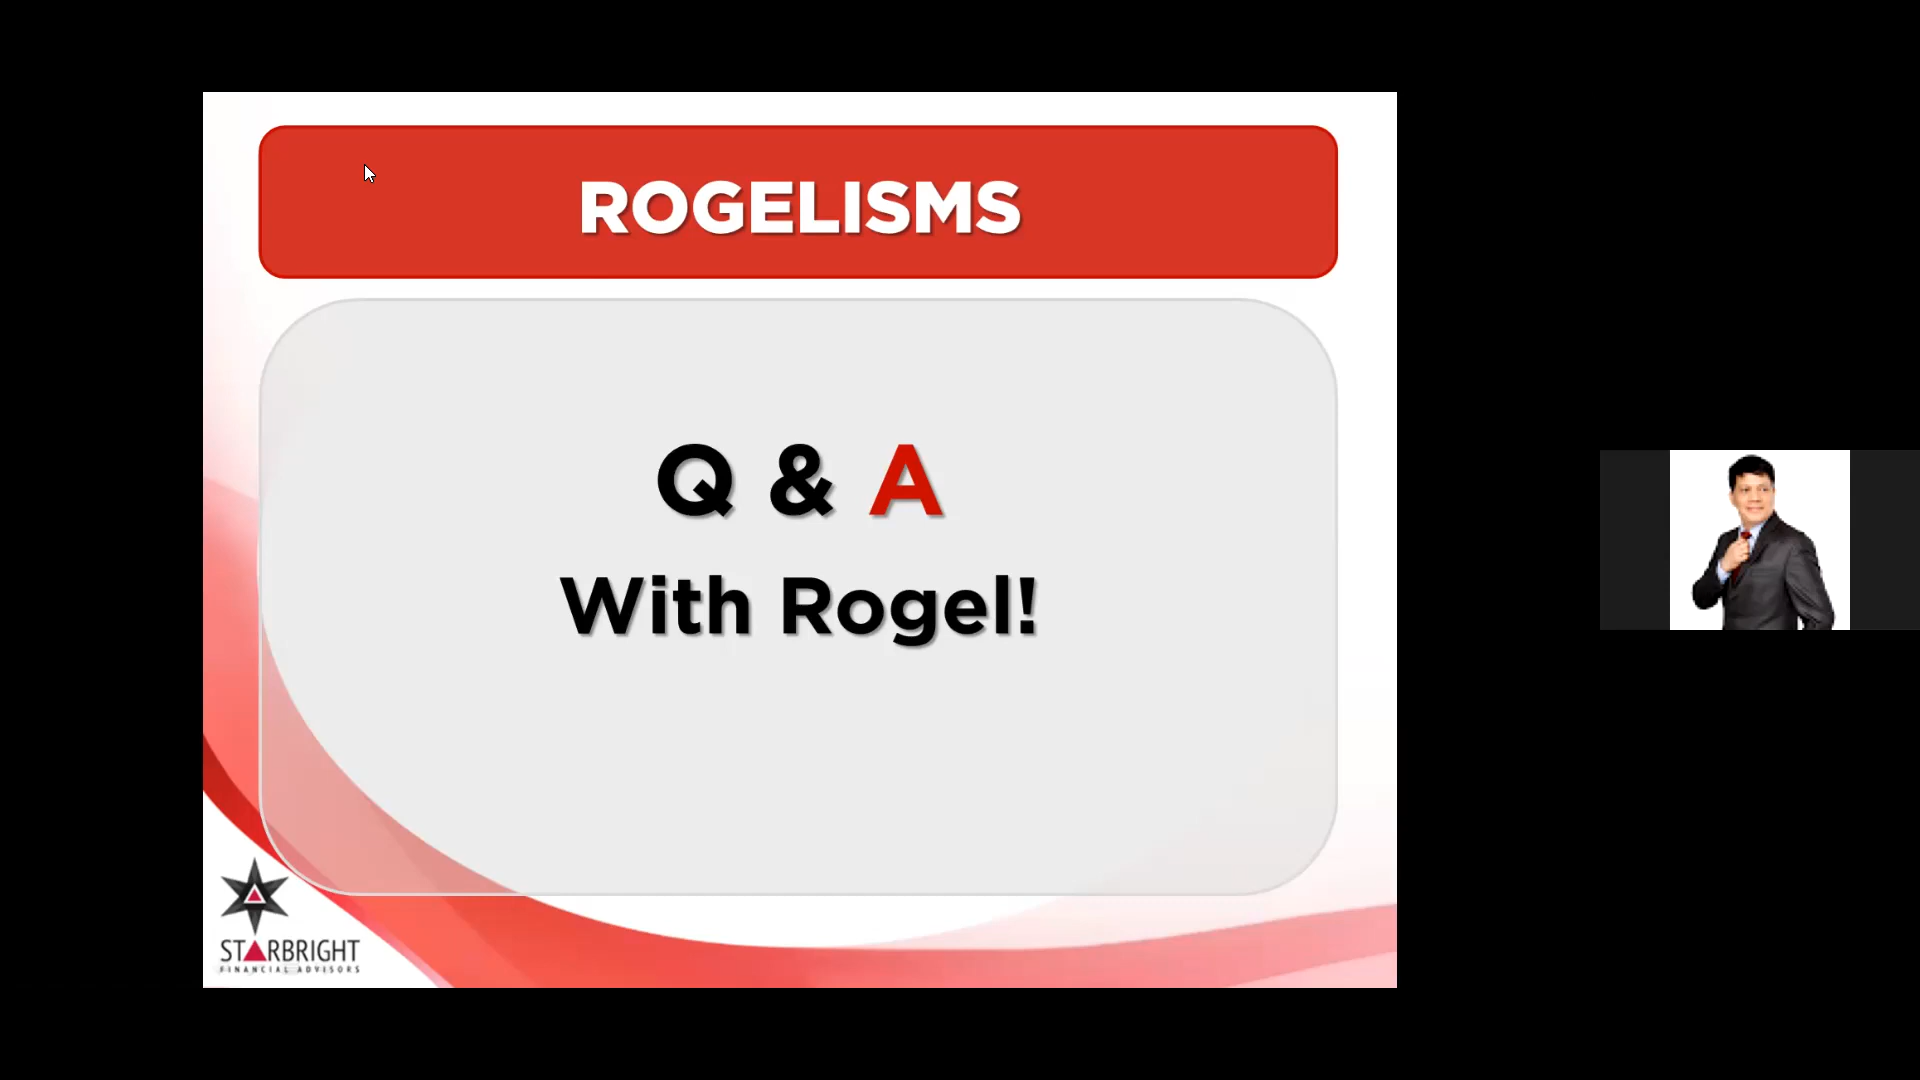 ROGELISMS
Q & A
With Rogel!
STARBRIGHT
FINANCIAL ADVISORS